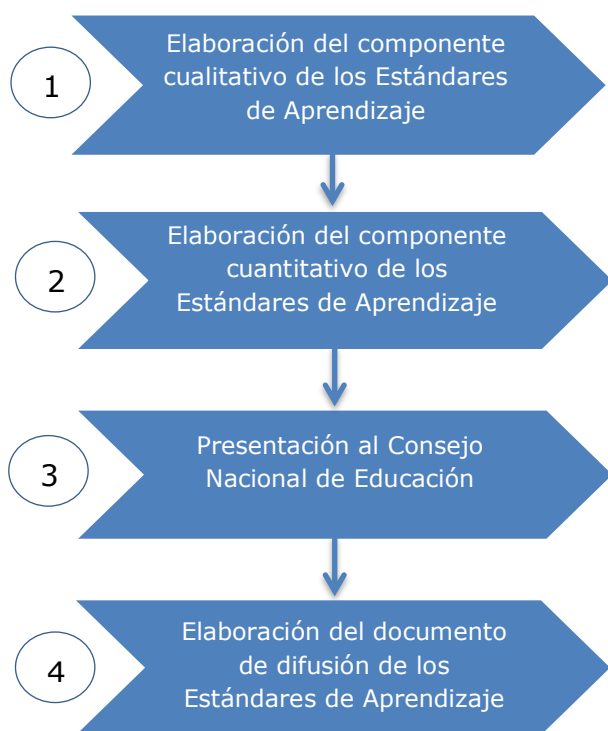 1
Elaboración del componente
cualitativo de los Estándares
de Aprendizaje
2
Elaboración del componente
cuantitativo de los
Estándares de Aprendizaje
3
Presentación al Consejo
Nacional de Educación
4
Elaboración del documento
de difusión de los
Estándares de Aprendizaje